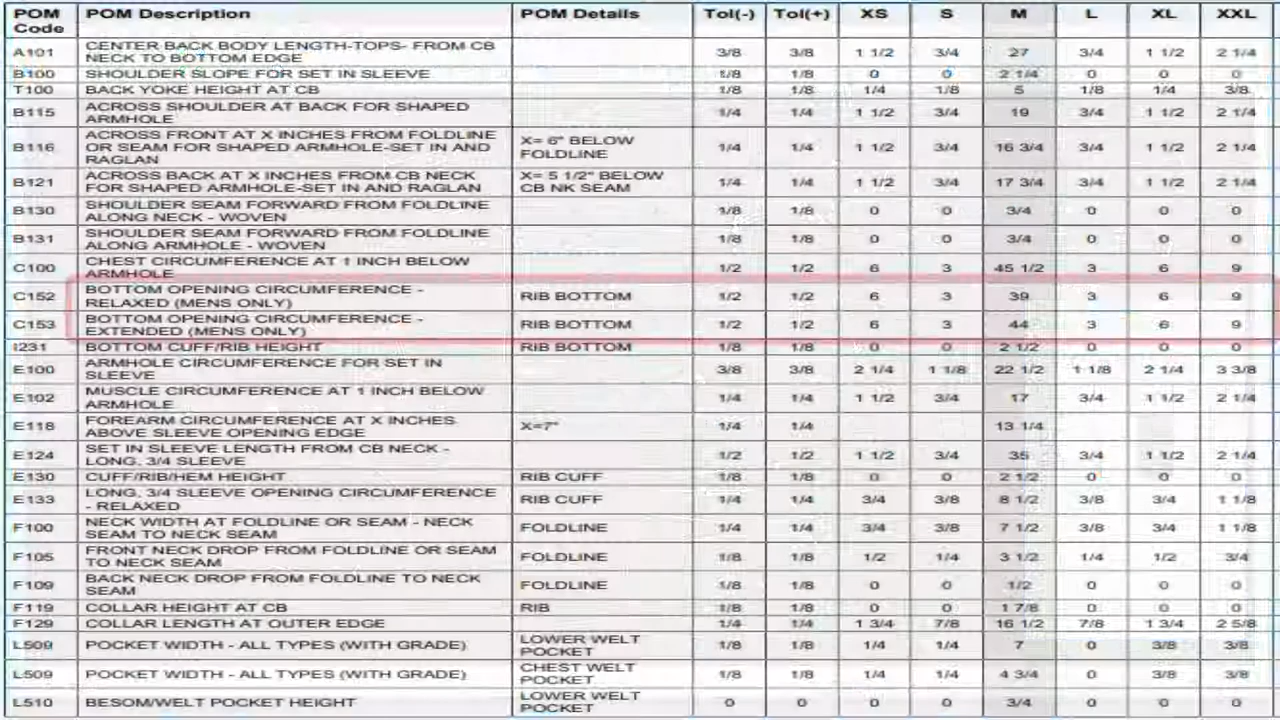 POM Code POM Description POM Details Tol(-) Tol(+) XS S M L XL XXL
A101 CENTER BACK BODY LENGTH-TOPS- FROM CB NECK TO BOTTOM EDGE 3/8 3/8 1 1/2 3/4 27 3/4 1 1/2 2 1/4
B100 SHOULDER SLOPE FOR SET IN SLEEVE 1/8 1/8 0 0 2 1/4 0 0 0
T100 BACK YOKE HEIGHT AT CB 1/8 1/8 1/4 1/8 5 1/8 1/4 3/8
B115 ACROSS SHOULDER AT BACK FOR SHAPED ARMHOLE 1/4 1/4 1 1/2 3/4 19 3/4 1 1/2 2 1/4
B116 ACROSS FRONT AT X INCHES FROM FOLDLINE OR SEAM FOR SHAPED ARMHOLE-SET IN AND RAGLAN X= 6" BELOW FOLDLINE 1/4 1/4 1 1/2 3/4 16 3/4 3/4 1 1/2 2 1/4
B121 ACROSS BACK AT X INCHES FROM CB NECK FOR SHAPED ARMHOLE-SET IN AND RAGLAN X= 5 1/2" BELOW CB NK SEAM 1/4 1/4 1 1/2 3/4 17 3/4 3/4 1 1/2 2 1/4
B130 SHOULDER SEAM FORWARD FROM FOLDLINE ALONG NECK - WOVEN 1/8 1/8 0 0 3/4 0 0 0
B131 SHOULDER SEAM FORWARD FROM FOLDLINE ALONG ARMHOLE - WOVEN 1/8 1/8 0 0 3/4 0 0 0
C100 CHEST CIRCUMFERENCE AT 1 INCH BELOW ARMHOLE 1/2 1/2 6 3 45 1/2 3 6 9
C152 BOTTOM OPENING CIRCUMFERENCE - RELAXED (MENS ONLY) RIB BOTTOM 1/2 1/2 6 3 39 3 6 9
C153 BOTTOM OPENING CIRCUMFERENCE - EXTENDED (MENS ONLY) RIB BOTTOM 1/2 1/2 6 3 44 3 6 9
I231 BOTTOM CUFF/RIB HEIGHT RIB BOTTOM 1/8 1/8 0 0 2 1/2 0 0 0
E100 ARMHOLE CIRCUMFERENCE FOR SET IN SLEEVE 3/8 3/8 2 1/4 1 1/8 22 1/2 1 1/8 2 1/4 3 3/8
E102 MUSCLE CIRCUMFERENCE AT 1 INCH BELOW ARMHOLE 1/4 1/4 1 1/2 3/4 17 3/4 1 1/2 2 1/4
E118 FOREARM CIRCUMFERENCE AT X INCHES ABOVE SLEEVE OPENING EDGE X=7" 1/4 1/4 13 1/4
E124 SET IN SLEEVE LENGTH FROM CB NECK - LONG, 3/4 SLEEVE 1/2 1/2 1 1/2 3/4 35 3/4 1 1/2 2 1/4
E130 CUFF/RIB/HEM HEIGHT RIB CUFF 1/8 1/8 0 0 2 1/2 0 0 0
E133 LONG, 3/4 SLEEVE OPENING CIRCUMFERENCE - RELAXED RIB CUFF 1/4 1/4 3/4 3/8 8 1/2 3/8 3/4 1 1/8
F100 NECK WIDTH AT FOLDLINE OR SEAM - NECK SEAM TO NECK SEAM FOLDLINE 1/4 1/4 3/4 3/8 7 1/2 3/8 3/4 1 1/8
F105 FRONT NECK DROP FROM FOLDLINE OR SEAM TO NECK SEAM FOLDLINE 1/8 1/8 1/2 1/4 3 1/2 1/4 1/2 3/4
F109 BACK NECK DROP FROM FOLDLINE TO NECK SEAM FOLDLINE 1/8 1/8 0 0 1/2 0 0 0
F119 COLLAR HEIGHT AT CB RIB 1/8 1/8 0 0 1 7/8 0 0 0
F129 COLLAR LENGTH AT OUTER EDGE 1/4 1/4 1 3/4 7/8 16 1/2 7/8 1 3/4 2 5/8
L509 POCKET WIDTH - ALL TYPES (WITH GRADE) LOWER WELT POCKET 1/8 1/8 1/4 1/4 7 0 3/8 3/8
L509 POCKET WIDTH - ALL TYPES (WITH GRADE) CHEST WELT POCKET 1/8 1/8 1/4 1/4 4 3/4 0 3/8 3/8
L510 BESOM/WELT POCKET HEIGHT LOWER WELT POCKET 0 0 0 0 3/4 0 0 0